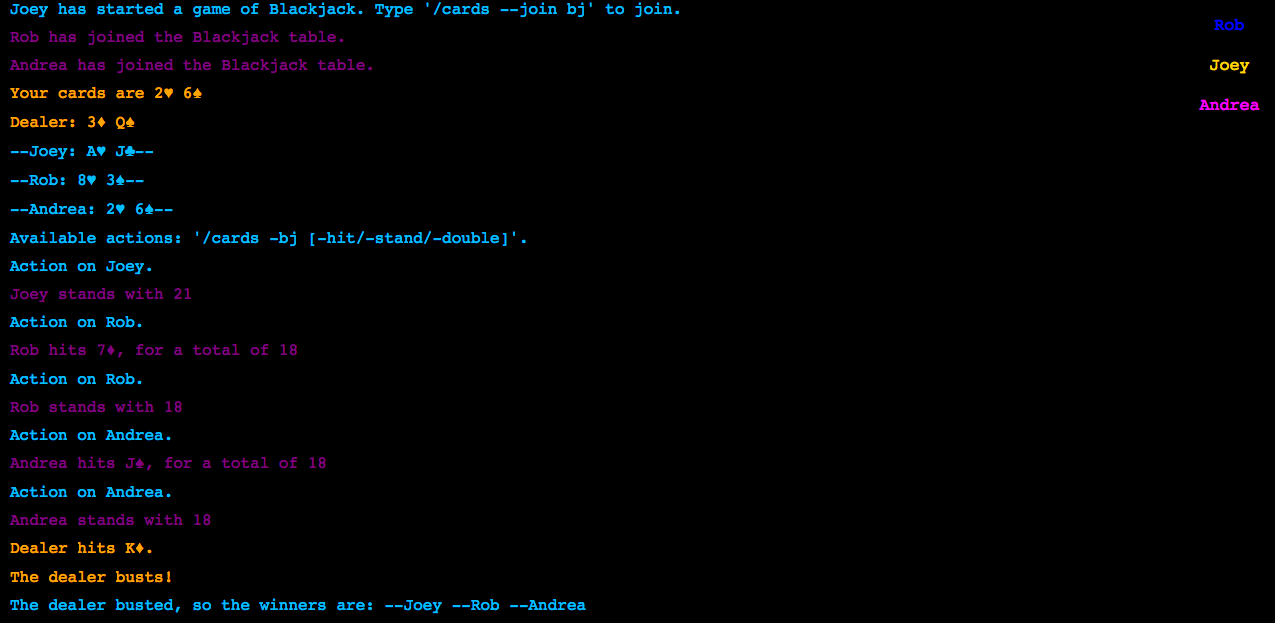 Joey has started a game of Blackjack. Type '/cards --join bj' to join.
Rob has joined the Blackjack table.
Andrea has joined the Blackjack table.
Your cards are 2♥ 6♠
Dealer: 3♦ Q♠
--Joey: A♥ J♣--
--Rob: 8♥ 3♠--
--Andrea: 2♥ 6♠--
Available actions: '/cards -bj [-hit/-stand/-double]'.
Action on Joey.
Joey stands with 21
Action on Rob.
Rob hits 7♦, for a total of 18
Action on Rob.
Rob stands with 18
Action on Andrea.
Andrea hits J♠, for a total of 18
Action on Andrea.
Andrea stands with 18
Dealer hits K♦.
The dealer busts!
The dealer busted, so the winners are: --Joey --Rob --Andrea
Rob
Joey
Andrea